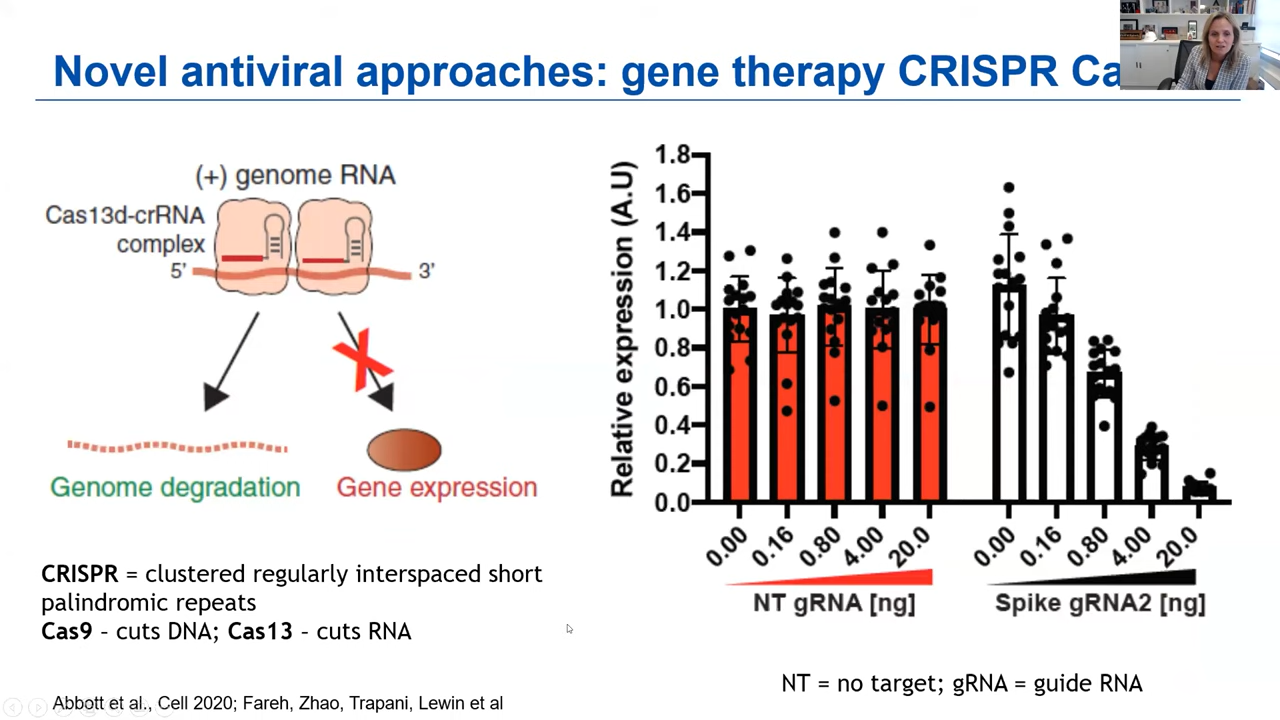 Novel antiviral approaches: gene therapy CRISPR
(+) genome RNA
Cas13d-crRNA
complex
5’
3’
X
Genome degradation
Gene expression
CRISPR = clustered regularly interspaced short
palindromic repeats
Cas9 – cuts DNA; Cas13 – cuts RNA
Abbott et al., Cell 2020; Fareh, Zhao, Trapani, Lewin et al
Relative expression (A.U)
1.8
1.6
1.4
1.2
1.0
0.8
0.6
0.4
0.2
0.0
0.00 0.16 0.80 4.00 20.0
0.00 0.16 0.80 4.00 20.0
NT gRNA [ng]
Spike gRNA2 [ng]
NT = no target; gRNA = guide RNA